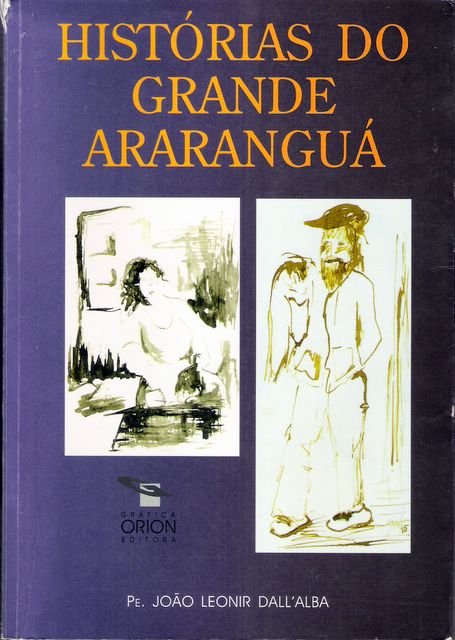 HISTÓRIAS DO
GRANDE
ARARANGUÁ
GRÁFICA
ORION
EDITORA
PE. JOÃO LEONIR DALL'ALBA